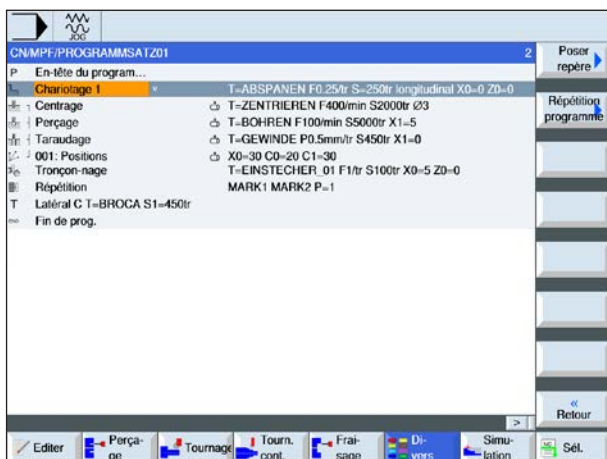 JOG
CN/MPF/PROGRAMMSATZ01 2
P En-tête du program...
Chariotage 1 T=ABSPANEN F0.25/tr S=250tr longitudinal X0=0 Z0=0
Centrage T=ZENTRIEREN F400/min S2000tr Ø3
Perçage T=BOHREN F100/min S5000tr X1=5
Taraudage T=GEWINDE P0.5mm/tr S450tr X1=0
001: Positions X0=30 C0=20 C1=30
Tronçon-nage T=EINSTECHER_01 F1/tr S100tr X0=5 Z0=0
Répétition MARK1 MARK2 P=1
T Latéral C T=BROCA S1=450tr
END Fin de prog.
>
Poser
repère
Répétition
programme
«
Retour
Editer
Perça-
ge
Tournage
Tourn.
cont.
Frai-
sage
Di-
vers
Simu-
lation
NC
Sél.